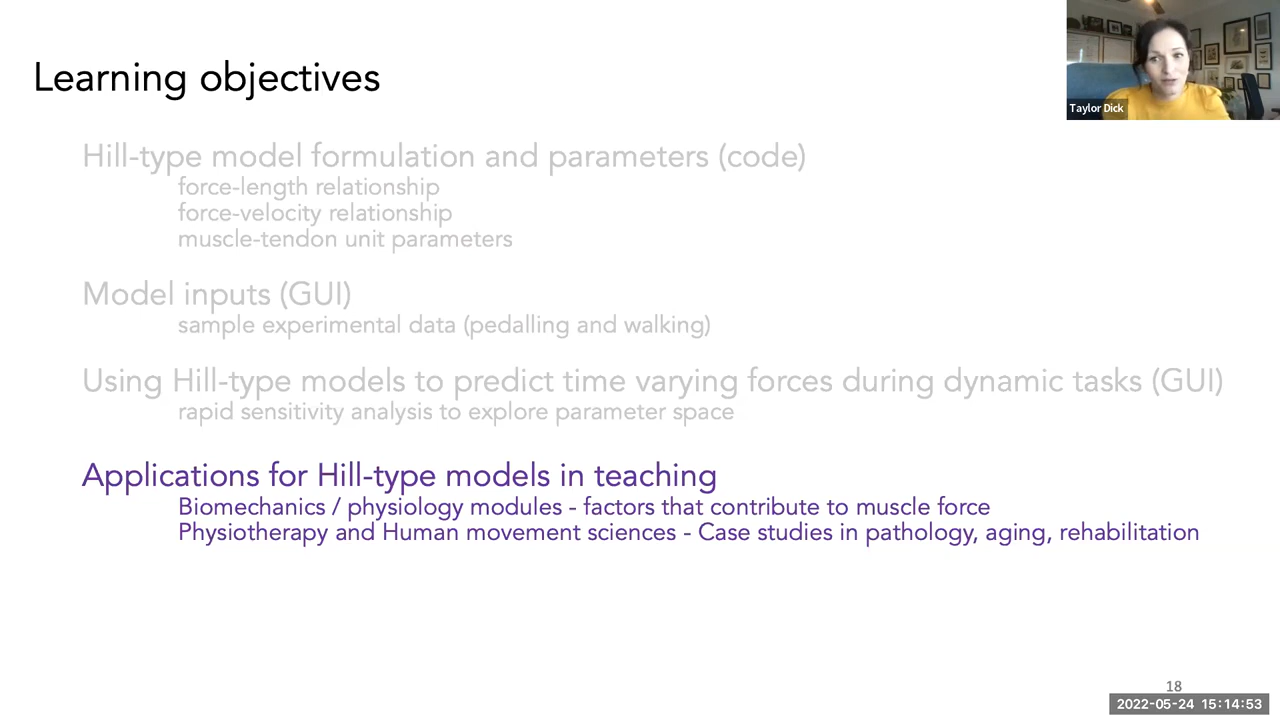 Learning objectives
Taylor Dick
Hill-type model formulation and parameters (code)
force-length relationship
force-velocity relationship
muscle-tendon unit parameters
Model inputs (GUI)
sample experimental data (pedalling and walking)
Using Hill-type models to predict time varying forces during dynamic tasks (GUI)
rapid sensitivity analysis to explore parameter space
Applications for Hill-type models in teaching
Biomechanics / physiology modules - factors that contribute to muscle force
Physiotherapy and Human movement sciences - Case studies in pathology, aging, rehabilitation
18
2022-05-24 15:14:53